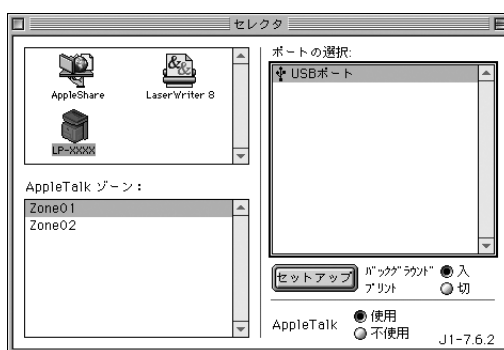 セレクタ
AppleShare
LaserWriter 8
LP-XXXX
AppleTalk ゾーン:
Zone01
Zone02
ポートの選択:
USBポート
セットアップ
バックグラウンド
プリント
入
切
AppleTalk
使用
不使用
J1-7.6.2